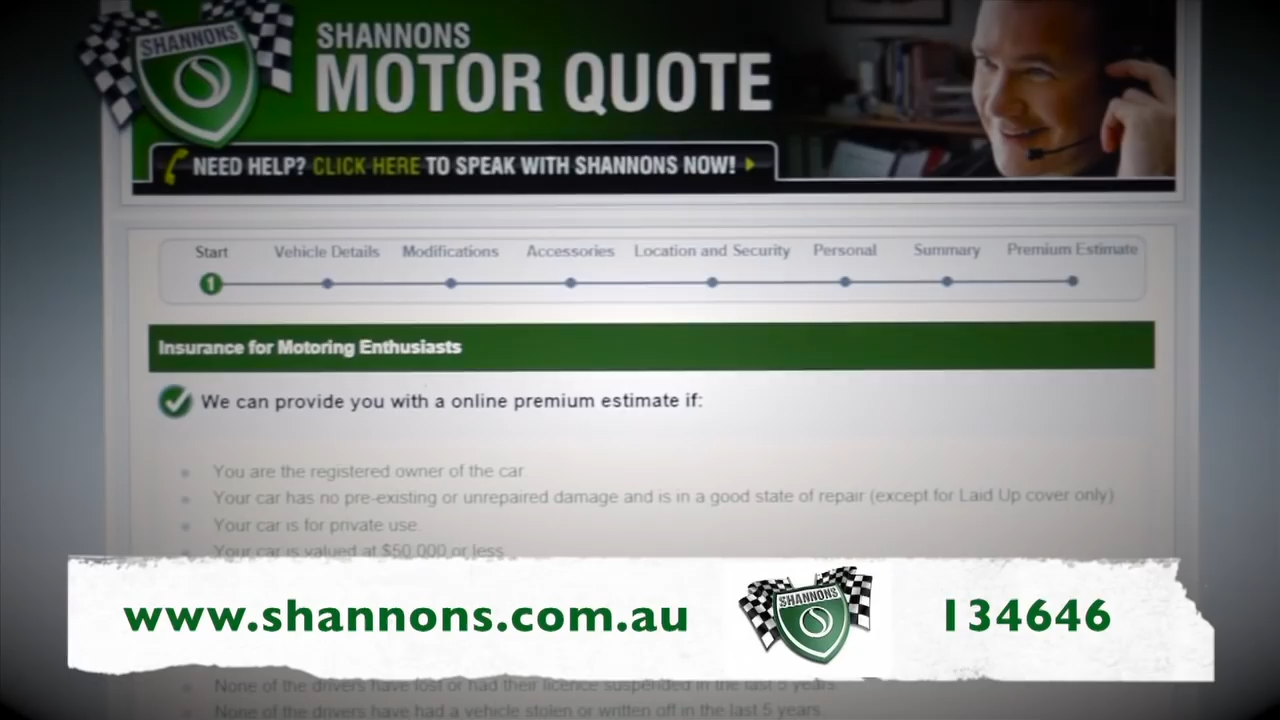 SHANNONS
SHANNONS
MOTOR QUOTE
NEED HELP? CLICK HERE TO SPEAK WITH SHANNONS NOW!
Start Vehicle Details Modifications Accessories Location and Security Personal Summary Premium Estimate
1
Insurance for Motoring Enthusiasts
We can provide you with a online premium estimate if:
You are the registered owner of the car.
Your car has no pre-existing or unrepaired damage and is in a good state of repair (except for Laid Up cover only)
Your car is for private use.
Your car is valued at $50,000 or less
www.shannons.com.au SHANNONS 134646
None of the drivers have lost or had their licence suspended in the last 5 years.
None of the drivers have had a vehicle stolen or written off in the last 5 years.